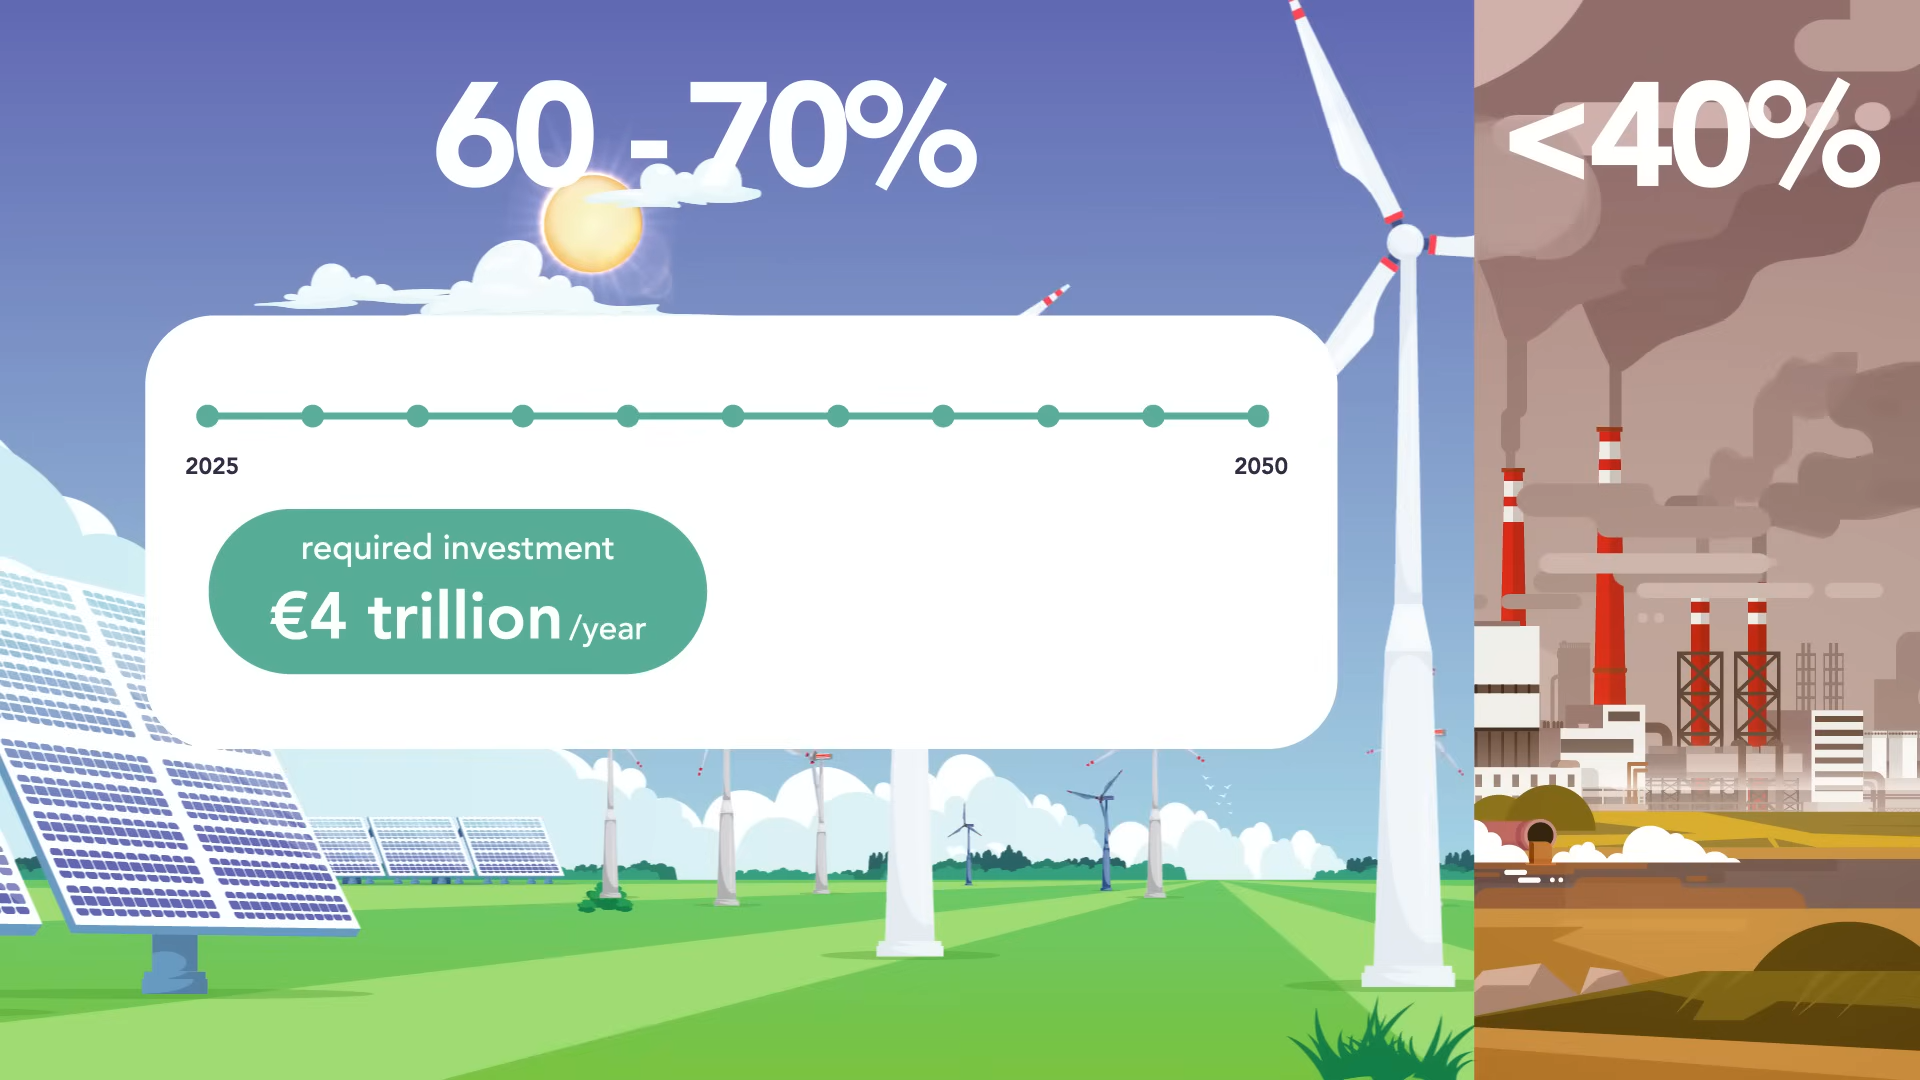 60 - 70%
<40%
2025
2050
required investment
€4 trillion /year